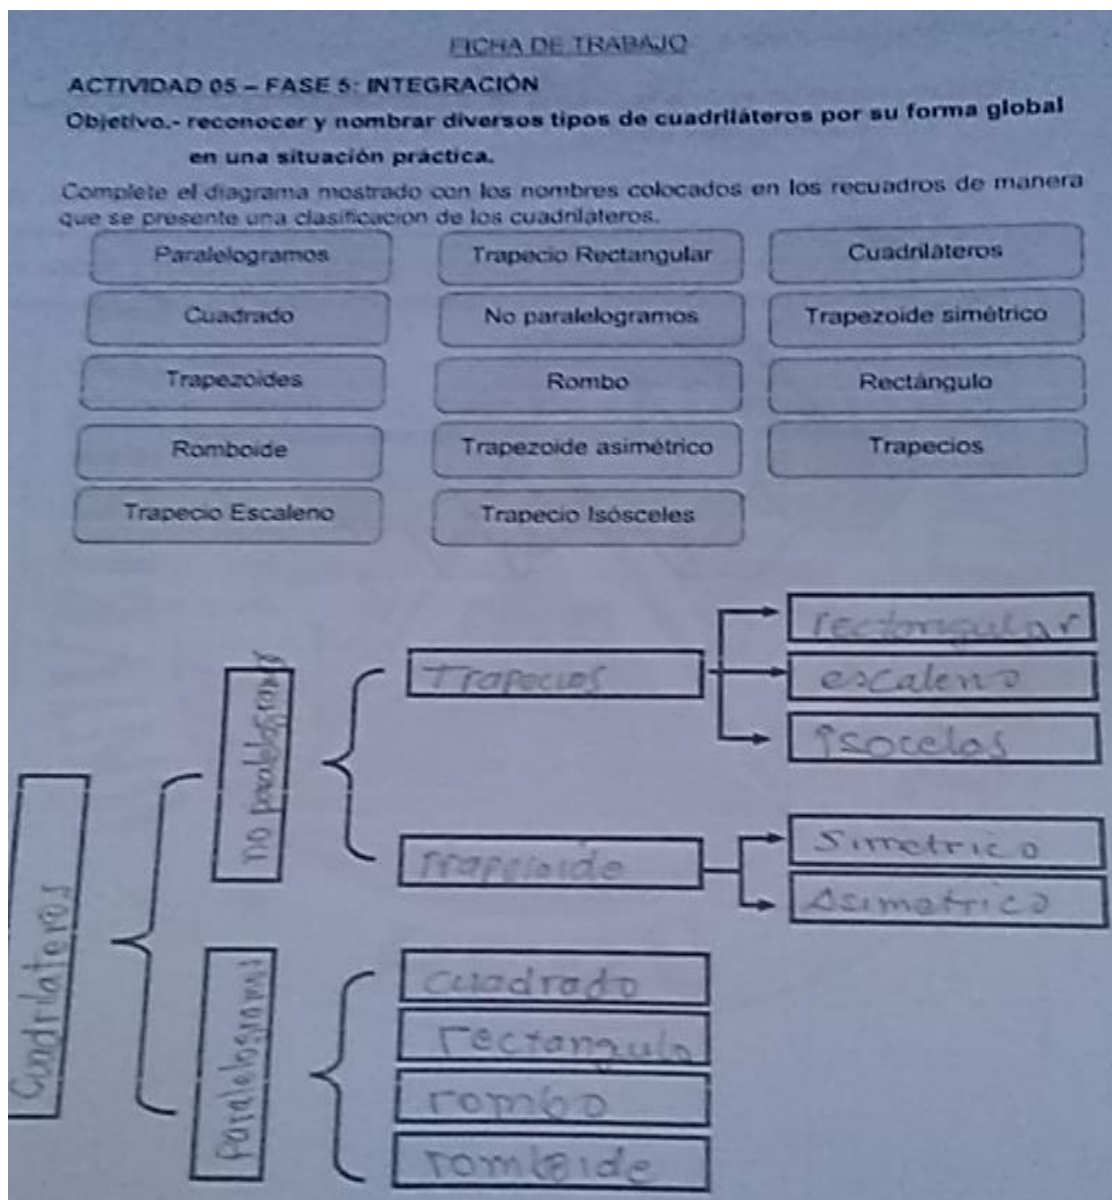 FICHA DE TRABAJO
ACTIVIDAD 05 – FASE 5: INTEGRACIÓN
Objetivo.- reconocer y nombrar diversos tipos de cuadriláteros por su forma global
en una situación práctica.
Complete el diagrama mostrado con los nombres colocados en los recuadros de manera
que se presente una clasificación de los cuadriláteros.
Paralelogramos Trapecio Rectangular Cuadriláteros
Cuadrado No paralelogramos Trapezoide simétrico
Trapezoides Rombo Rectángulo
Romboide Trapezoide asimétrico Trapecios
Trapecio Escaleno Trapecio Isósceles
Cuadrilateros
no paralelogramos
Trapecios
rectangular
escaleno
isocelos
simetrico
Asimetrico
Paralelogramos
cuadrado
rectangulo
rombo
romboide